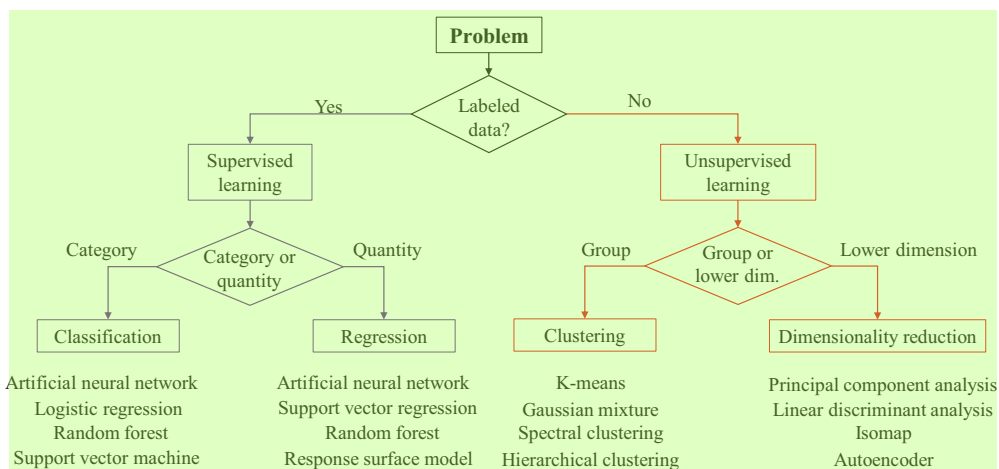 Problem
Labeled
data?
Yes
No
Supervised
learning
Unsupervised
learning
Category
Category or
quantity
Quantity
Group
Group or
lower dim.
Lower dimension
Classification
Regression
Clustering
Dimensionality reduction
Artificial neural network
Logistic regression
Random forest
Support vector machine
Artificial neural network
Support vector regression
Random forest
Response surface model
K-means
Gaussian mixture
Spectral clustering
Hierarchical clustering
Principal component analysis
Linear discriminant analysis
Isomap
Autoencoder